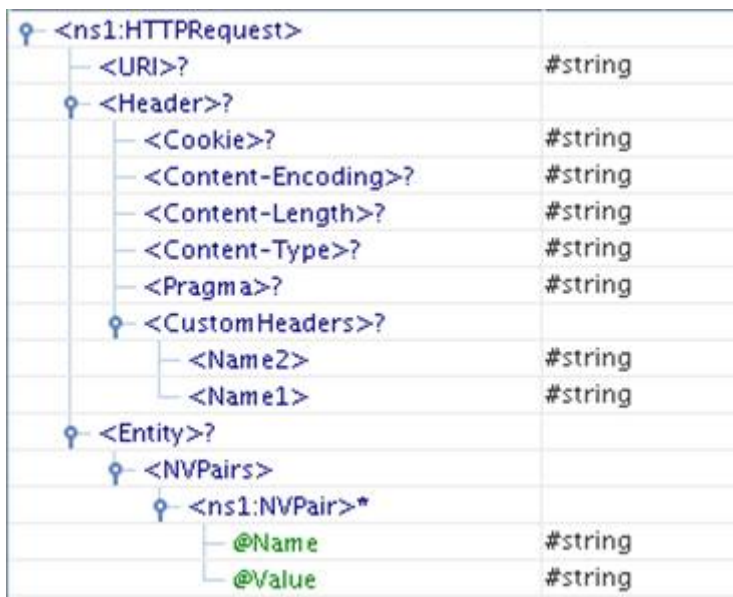 <ns1:HTTPRequest>
<URI>? #string
<Header>?
<Cookie>? #string
<Content-Encoding>? #string
<Content-Length>? #string
<Content-Type>? #string
<Pragma>? #string
<CustomHeaders>?
<Name2> #string
<Name1> #string
<Entity>?
<NVPairs>
<ns1:NVPair>*
@Name #string
@Value #string